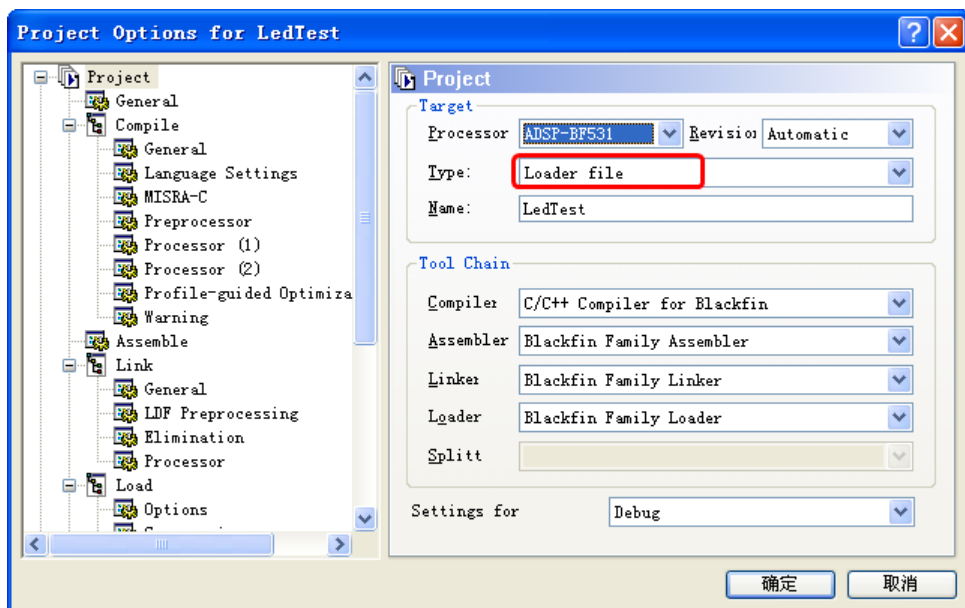 Project Options for LedTest
Project
General
Compile
General
Language Settings
MISRA-C
Preprocessor
Processor (1)
Processor (2)
Profile-guided Optimiza
Warning
Assemble
Link
General
LDF Preprocessing
Elimination
Processor
Load
Options
Project
Target
Processor ADSP-BF531 Revisio Automatic
Type: Loader file
Name: LedTest
Tool Chain
Compiler C/C++ Compiler for Blackfin
Assembler Blackfin Family Assembler
Linker Blackfin Family Linker
Loader Blackfin Family Loader
Splitt
Settings for Debug
确定 取消